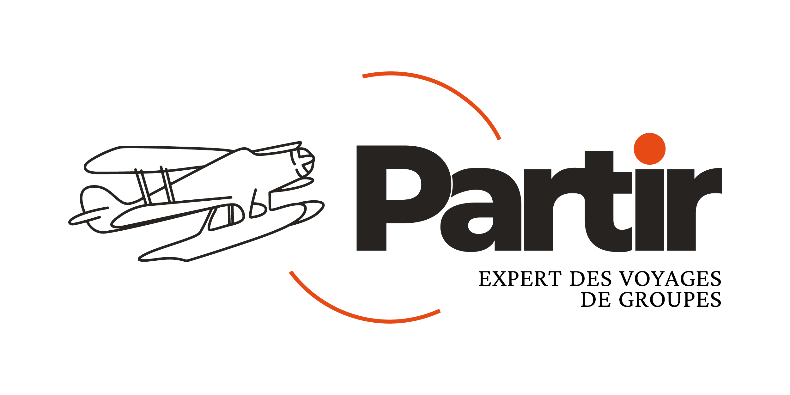 Partir
EXPERT DES VOYAGES
DE GROUPES